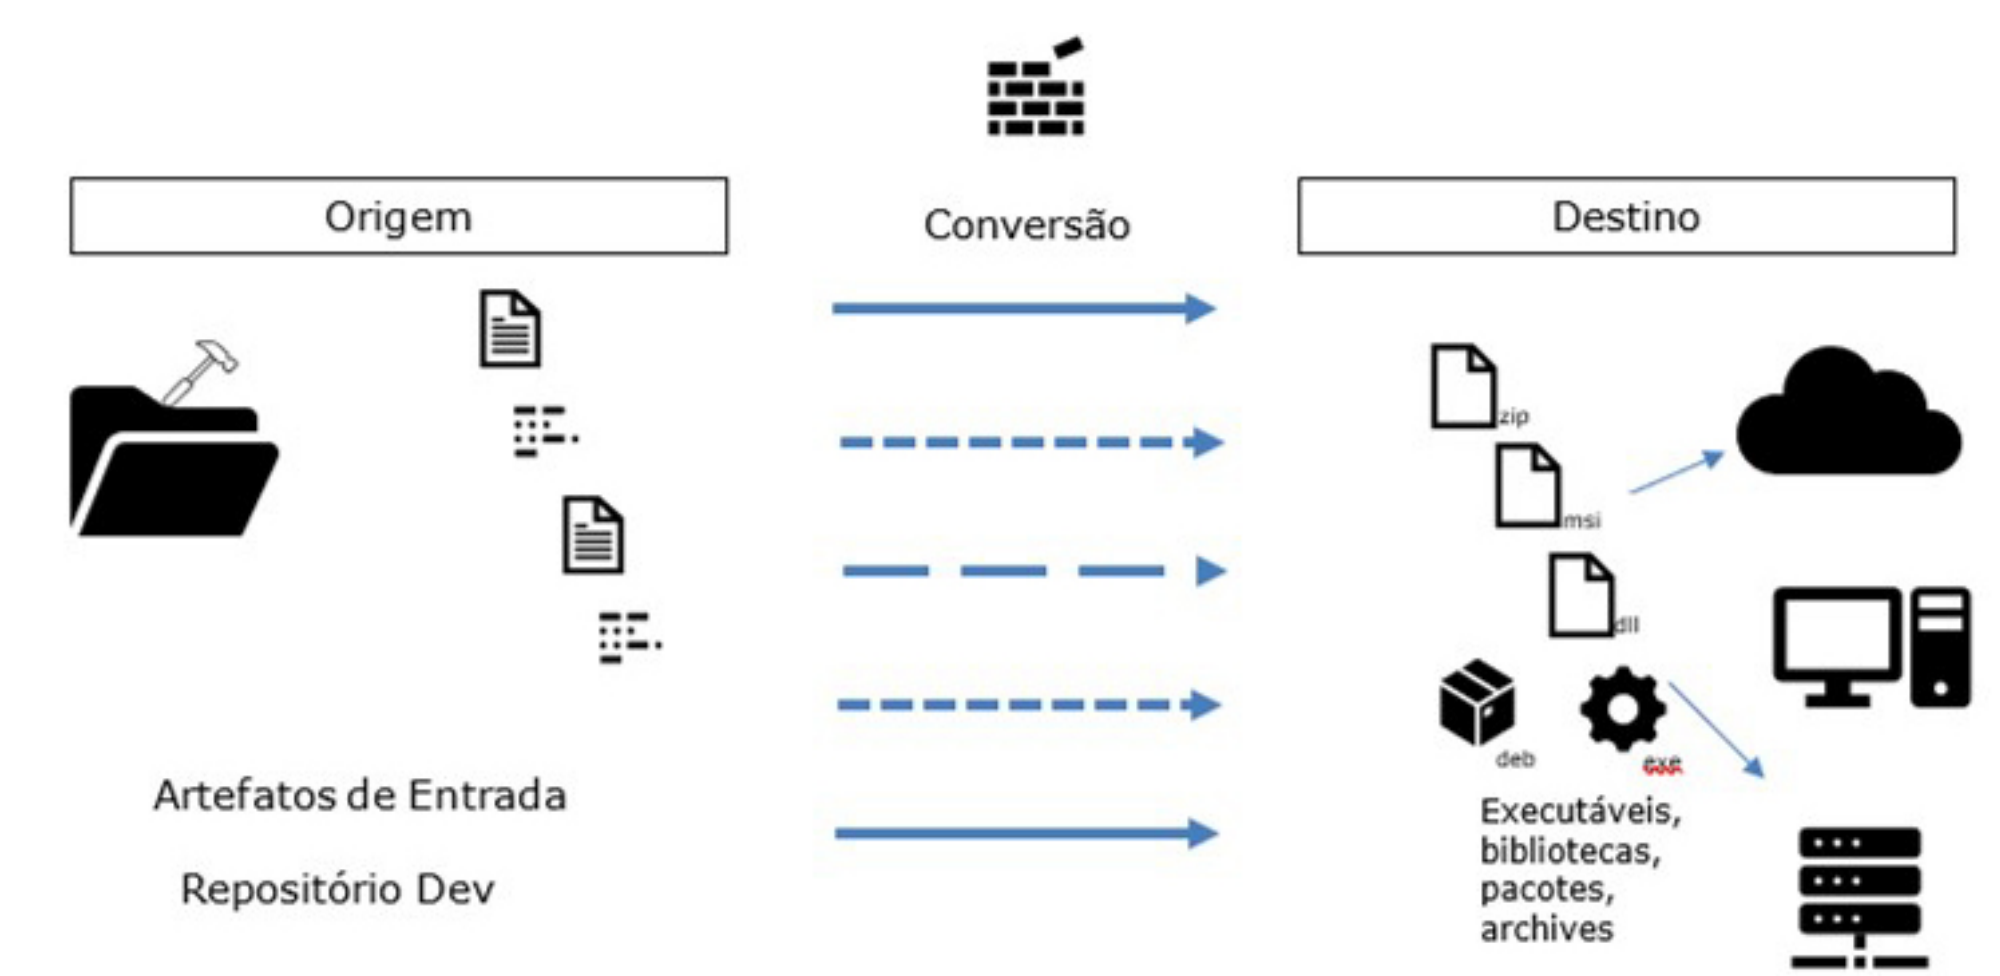 Origem
Conversão
Destino
zip
msi
dll
deb
exe
Artefatos de Entrada
Repositório Dev
Executáveis,
bibliotecas,
pacotes,
archives